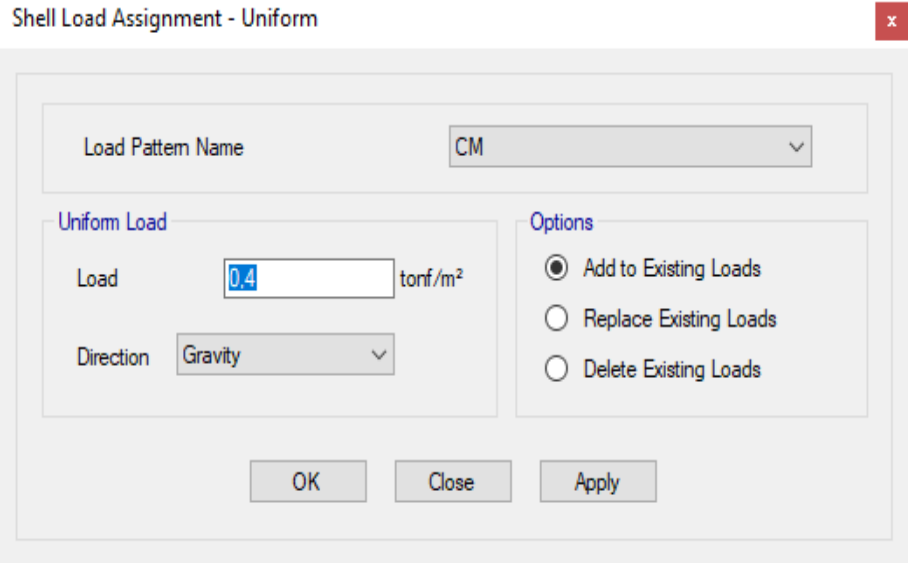 Shell Load Assignment - Uniform
x
Load Pattern Name CM
Uniform Load
Load 0,4 tonf/m²
Direction Gravity
Options
Add to Existing Loads
Replace Existing Loads
Delete Existing Loads
OK Close Apply